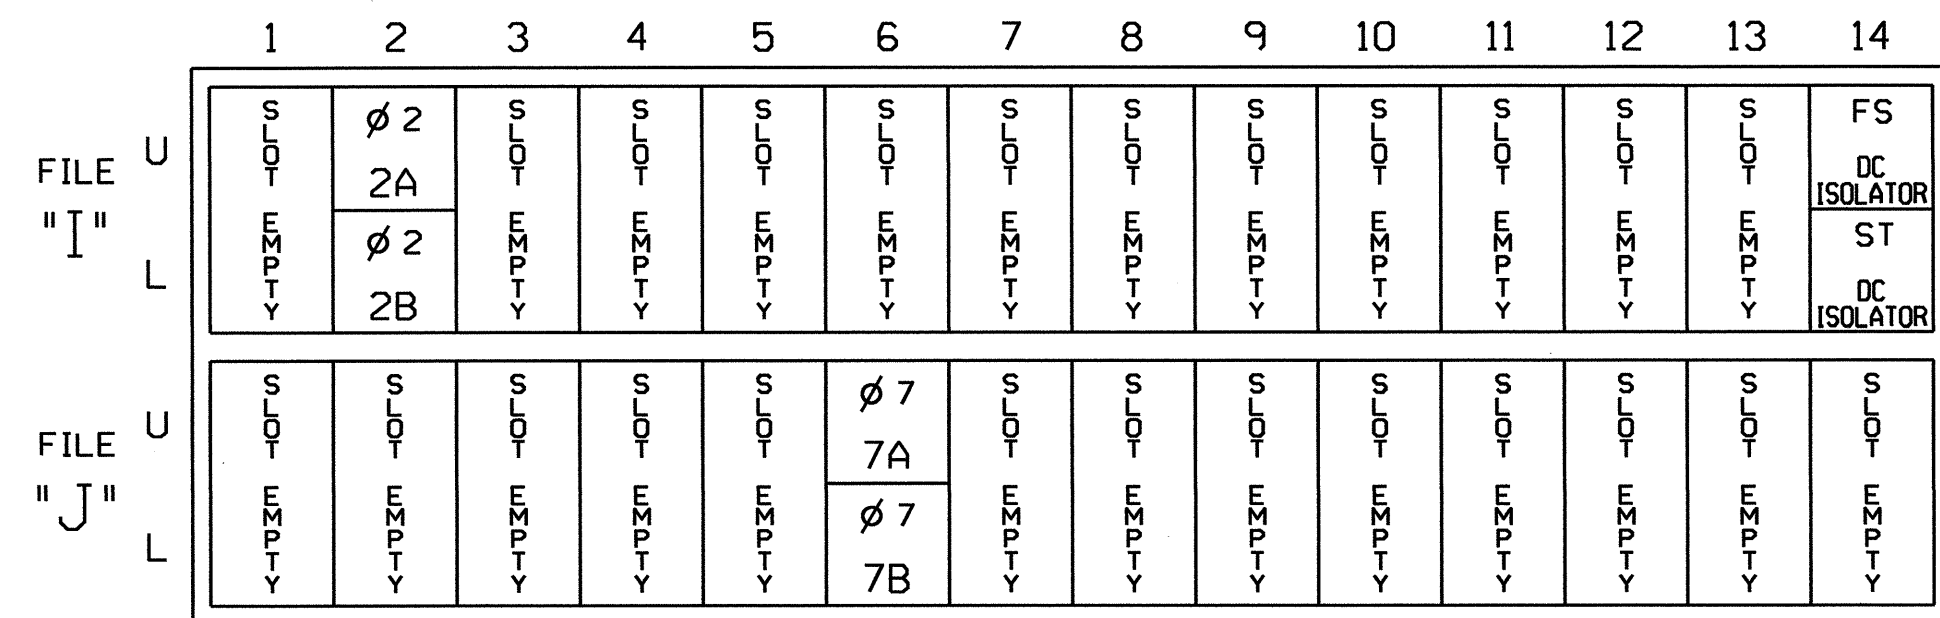 1 2 3 4 5 6 7 8 9 10 11 12 13 14
FILE "I"
U
L
SLOT EMPTY
Ø 2
2A
Ø 2
2B
SLOT EMPTY
SLOT EMPTY
SLOT EMPTY
SLOT EMPTY
SLOT EMPTY
SLOT EMPTY
SLOT EMPTY
SLOT EMPTY
SLOT EMPTY
SLOT EMPTY
SLOT EMPTY
FS
DC
ISOLATOR
ST
DC
ISOLATOR
FILE "J"
U
L
SLOT EMPTY
SLOT EMPTY
SLOT EMPTY
SLOT EMPTY
SLOT EMPTY
Ø 7
7A
Ø 7
7B
SLOT EMPTY
SLOT EMPTY
SLOT EMPTY
SLOT EMPTY
SLOT EMPTY
SLOT EMPTY
SLOT EMPTY
SLOT EMPTY